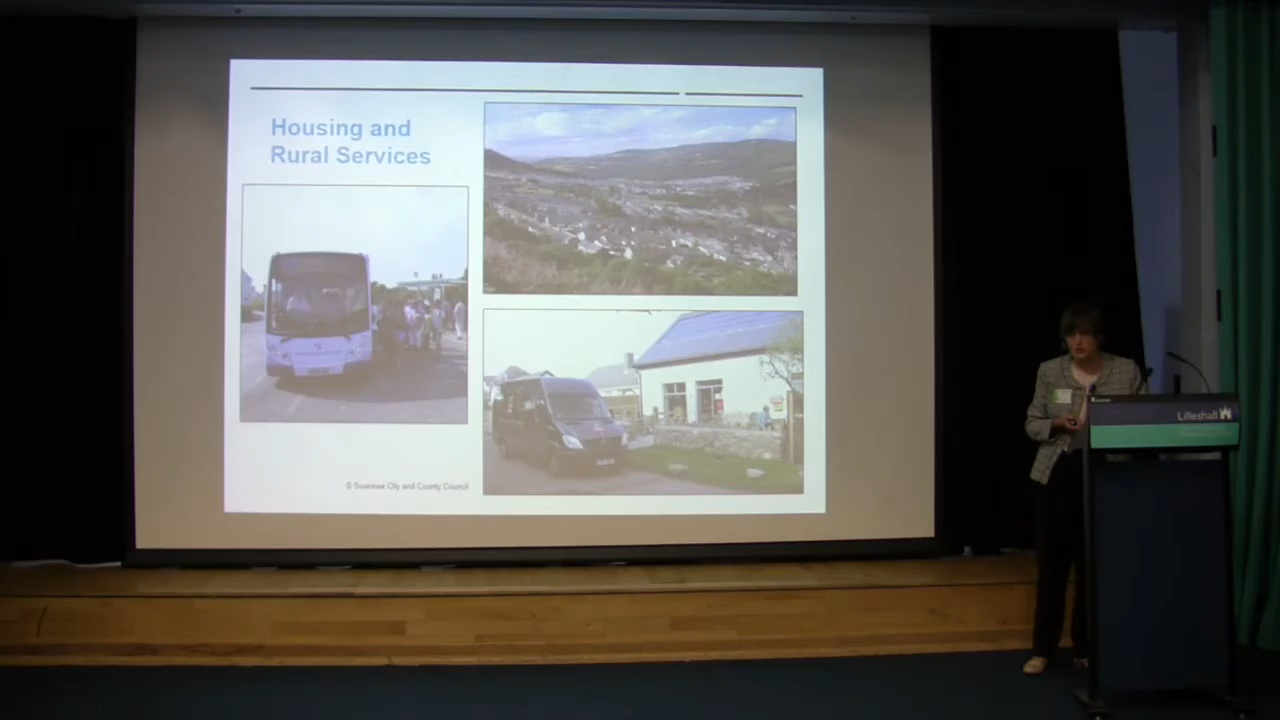 Housing and
Rural Services
© Swansea City and County Council
Lilleshall